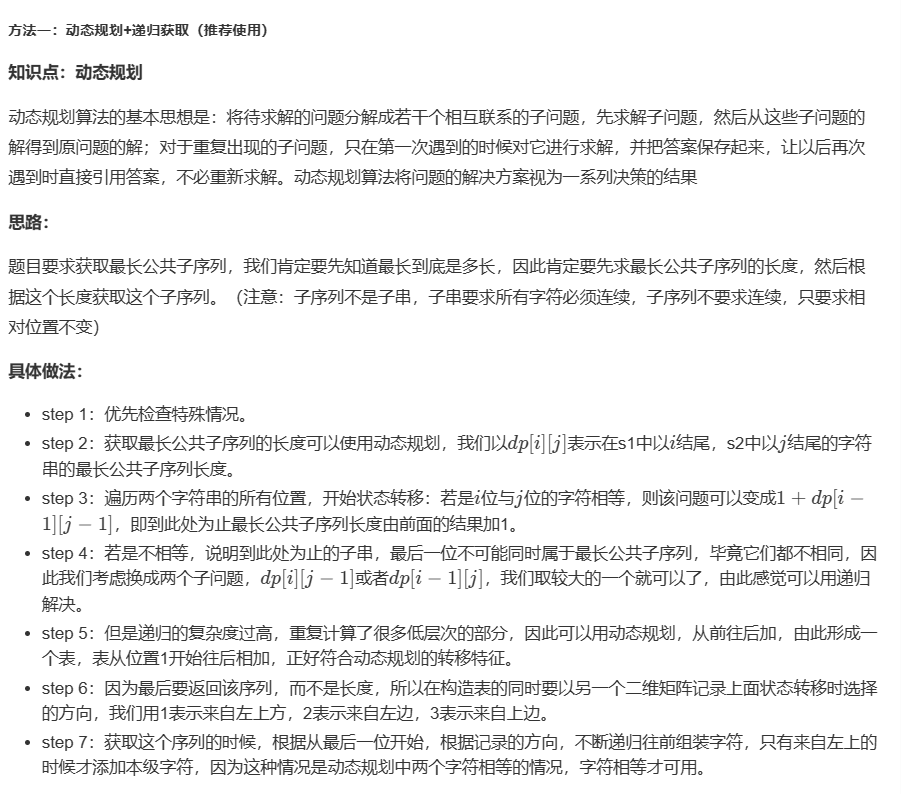 方法一：动态规划+递归获取（推荐使用）
知识点：动态规划
动态规划算法的基本思想是：将待求解的问题分解成若干个相互联系的子问题，先求解子问题，然后从这些子问题的
解得到原问题的解；对于重复出现的子问题，只在第一次遇到的时候对它进行求解，并把答案保存起来，让以后再次
遇到时直接引用答案，不必重新求解。动态规划算法将问题的解决方案视为一系列决策的结果
思路：
题目要求获取最长公共子序列，我们肯定要先知道最长到底是多长，因此肯定要先求最长公共子序列的长度，然后根
据这个长度获取这个子序列。（注意：子序列不是子串，子串要求所有字符必须连续，子序列不要求连续，只要求相
对位置不变）
具体做法：
• step 1：优先检查特殊情况。
• step 2：获取最长公共子序列的长度可以使用动态规划，我们以dp[i][j]表示在s1中以i结尾，s2中以j结尾的字符
串的最长公共子序列长度。
• step 3：遍历两个字符串的所有位置，开始状态转移：若是i位与j位的字符相等，则该问题可以变成1 + dp[i −
1][j − 1]，即到此处为止最长公共子序列长度由前面的结果加1。
• step 4：若是不相等，说明到此处为止的子串，最后一位不可能同时属于最长公共子序列，毕竟它们都不相同，因
此我们考虑换成两个子问题，dp[i][j − 1]或者dp[i − 1][j]，我们取较大的一个就可以了，由此感觉可以用递归
解决。
• step 5：但是递归的复杂度过高，重复计算了很多低层次的部分，因此可以用动态规划，从前往后加，由此形成一
个表，表从位置1开始往后相加，正好符合动态规划的转移特征。
• step 6：因为最后要返回该序列，而不是长度，所以在构造表的同时要以另一个二维矩阵记录上面状态转移时选择
的方向，我们用1表示来自左上方，2表示来自左边，3表示来自上边。
• step 7：获取这个序列的时候，根据从最后一位开始，根据记录的方向，不断递归往前组装字符，只有来自左上的
时候才添加本级字符，因为这种情况是动态规划中两个字符相等的情况，字符相等才可用。